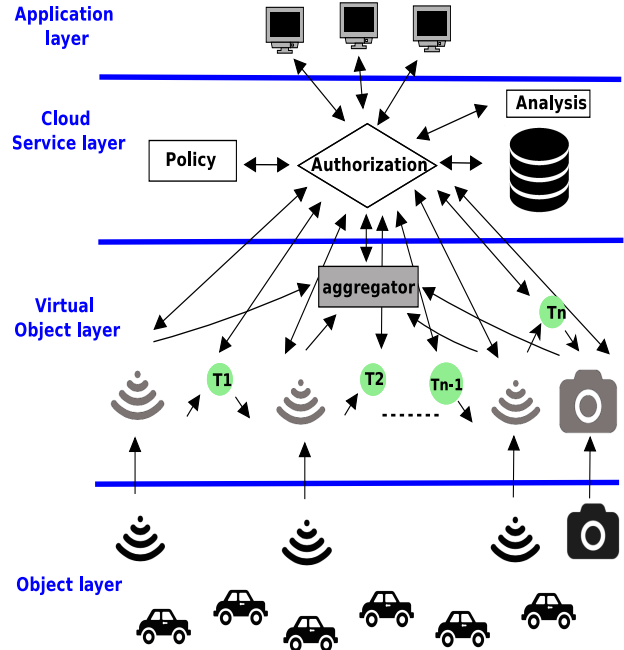 Application
layer
Cloud
Service layer
Analysis
Policy
Authorization
Virtual
Object layer
aggregator
Tn
T1
T2
Tn-1
Object layer